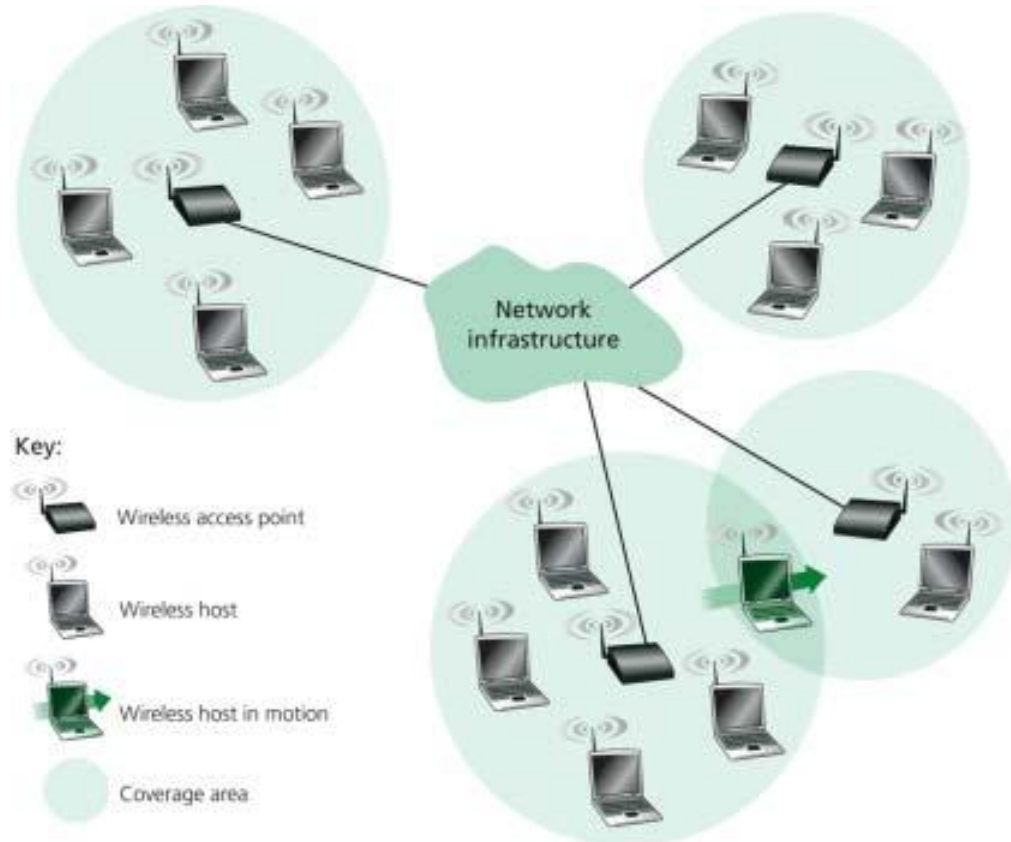 Network
infrastructure
Key:
Wireless access point
Wireless host
Wireless host in motion
Coverage area